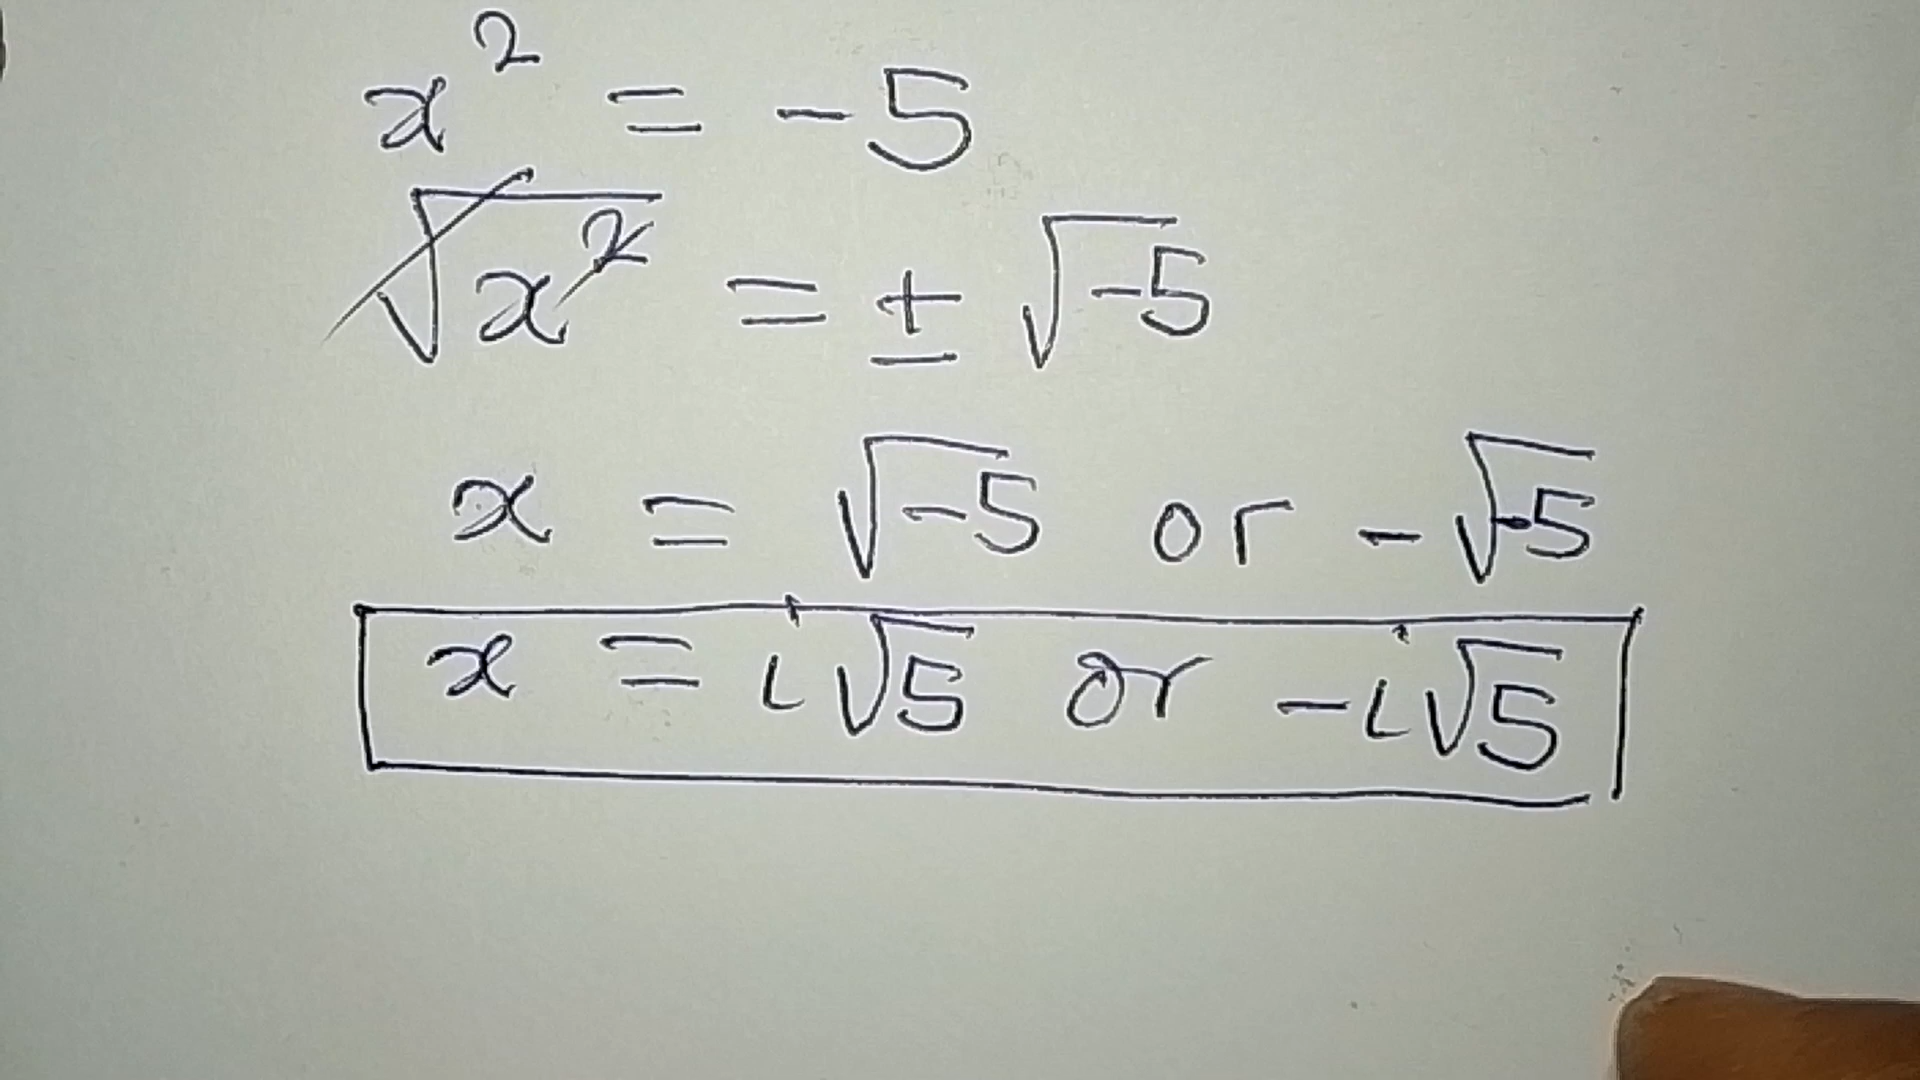 x² = -5
√x² = ± √-5
x = √-5 or -√-5
x = i√5 or -i√5